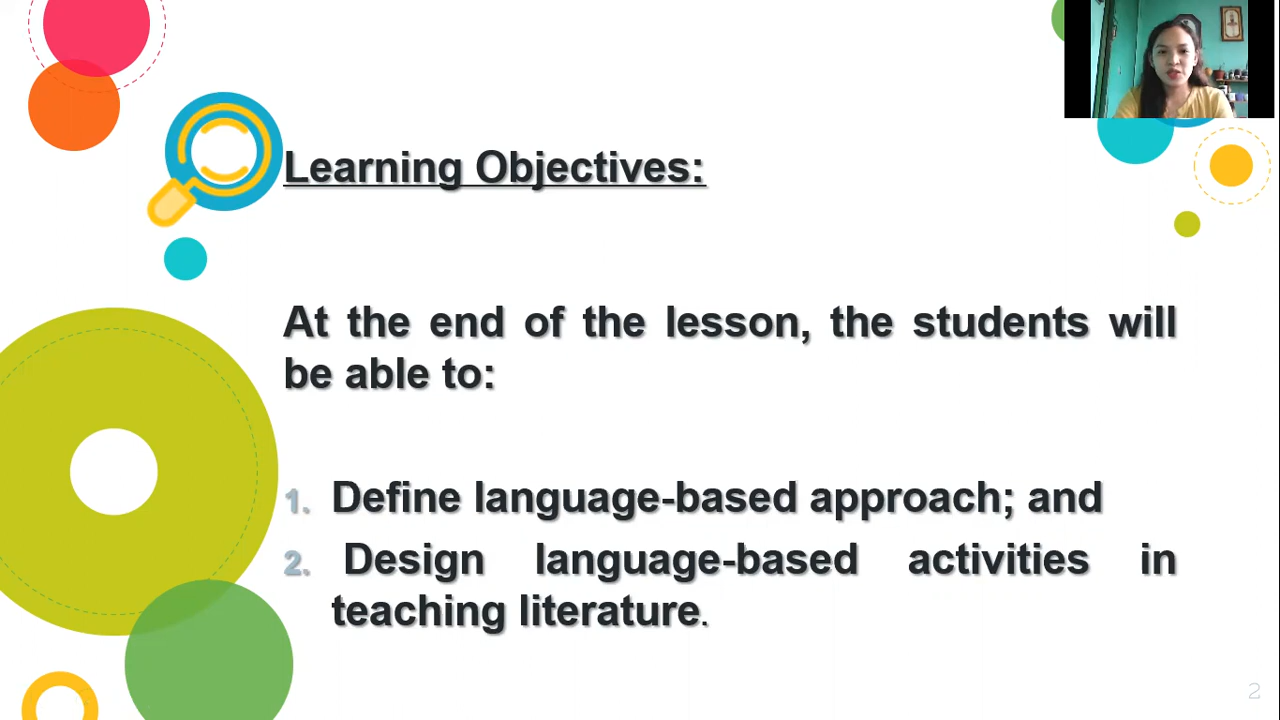 Learning Objectives:
At the end of the lesson, the students will
be able to:
1. Define language-based approach; and
2. Design language-based activities in
teaching literature.
2